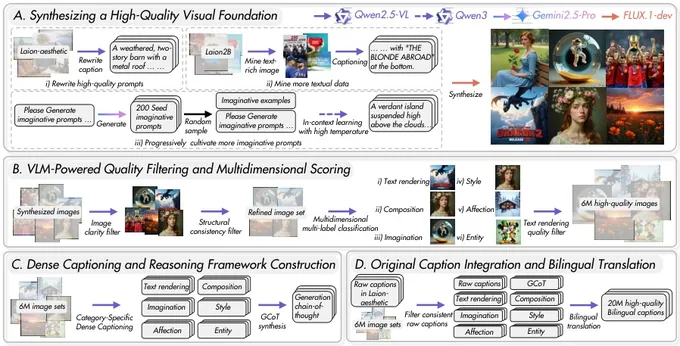 A. Synthesizing a High-Quality Visual Foundation
Qwen2.5-VL
Qwen3
Gemini2.5-Pro
FLUX.1-dev
Laion-aesthetic
Rewrite
caption
A weathered, two-
story barn with a
metal roof ... ...
i) Rewrite high-quality prompts
Laion2B
Mine text-
rich image
Captioning
... ... with "THE
BLONDE ABROAD"
at the bottom.
ii) Mine more textual data
Please Generate
imaginative prompts ...
Generate
200 Seed
imaginative
prompts
Random
sample
Imaginative examples
Please Generate
imaginative prompts ...
In-context learning
with high temperature
A verdant island
suspended high
above the clouds...
iii) Progressively cultivate more imaginative prompts
Synthesize
B. VLM-Powered Quality Filtering and Multidimensional Scoring
Synthesized images
Image
clarity filter
Structural
consistency filter
Refined image set
Multidimensional
multi-label classification
i) Text rendering
iv) Style
ii) Composition
v) Affection
iii) Imagination
vi) Entity
Text rendering
quality filter
6M high-quality images
C. Dense Captioning and Reasoning Framework Construction
6M image sets
Category-Specific
Dense Captioning
Text rendering
Composition
Imagination
Style
Affection
Entity
GCoT
synthesis
Generation
chain-of-
thought
D. Original Caption Integration and Bilingual Translation
Raw captions
in Laion-
aesthetic
6M image sets
Filter consistent
raw captions
Raw captions
GCoT
Text rendering
Composition
Imagination
Style
Affection
Entity
Bilingual
translation
20M high-quality
Bilingual captions